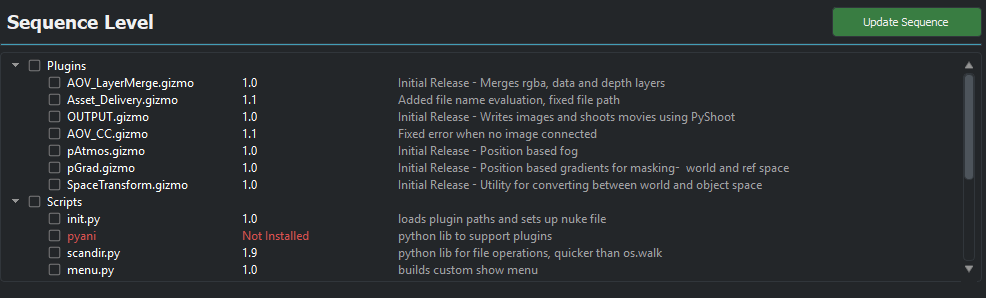 Sequence Level Update Sequence
Plugins
AOV_LayerMerge.gizmo 1.0 Initial Release - Merges rgba, data and depth layers
Asset_Delivery.gizmo 1.1 Added file name evaluation, fixed file path
OUTPUT.gizmo 1.0 Initial Release - Writes images and shoots movies using PyShoot
AOV_CC.gizmo 1.1 Fixed error when no image connected
pAtmos.gizmo 1.0 Initial Release - Position based fog
pGrad.gizmo 1.0 Initial Release - Position based gradients for masking-  world and ref space
SpaceTransform.gizmo 1.0 Initial Release - Utility for converting between world and object space
Scripts
init.py 1.0 loads plugin paths and sets up nuke file
pyani Not Installed python lib to support plugins
scandir.py 1.9 python lib for file operations, quicker than os.walk
menu.py 1.0 builds custom show menu